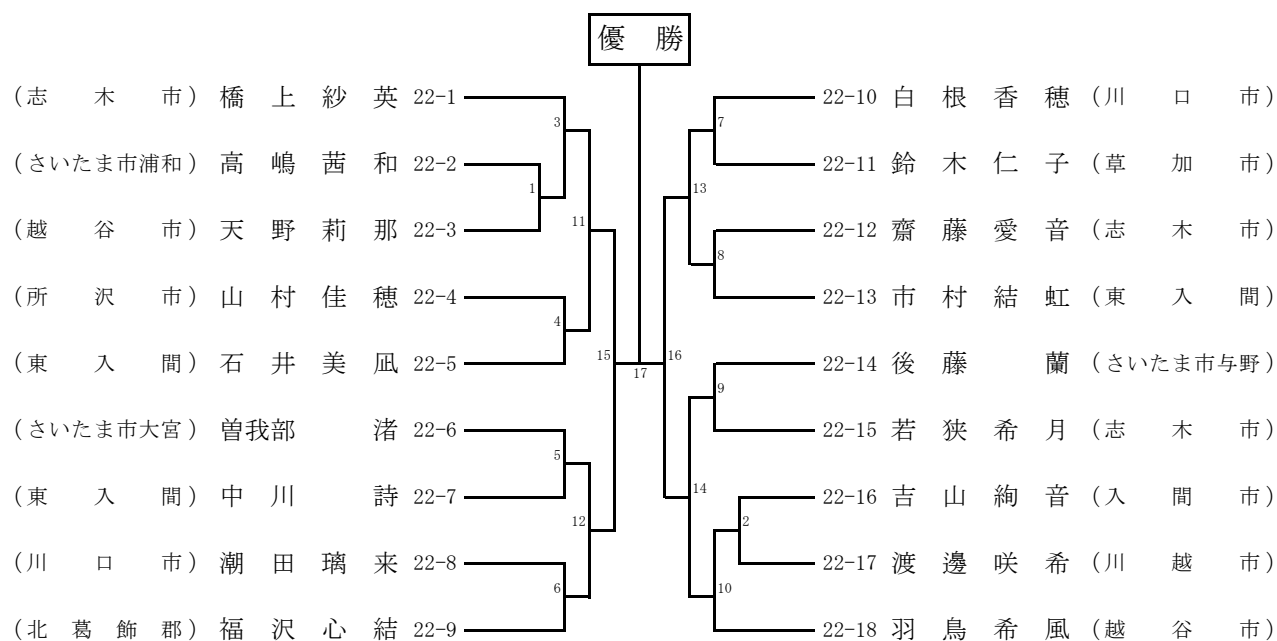 優勝
(志木市) 橋上紗英 22-1
3
(さいたま市浦和) 高嶋茜和 22-2
1
(越谷市) 天野莉那 22-3
11
(所沢市) 山村佳穂 22-4
4
(東入間) 石井美凪 22-5
15
(さいたま市大宮) 曽我部渚 22-6
5
(東入間) 中川詩 22-7
12
(川口市) 潮田璃来 22-8
6
(北葛飾郡) 福沢心結 22-9
17
22-10 白根香穂 (川口市)
7
22-11 鈴木仁子 (草加市)
13
22-12 齋藤愛音 (志木市)
8
22-13 市村結虹 (東入間)
16
22-14 後藤蘭 (さいたま市与野)
9
22-15 若狭希月 (志木市)
14
22-16 吉山絢音 (入間市)
2
22-17 渡邊咲希 (川越市)
10
22-18 羽鳥希風 (越谷市)